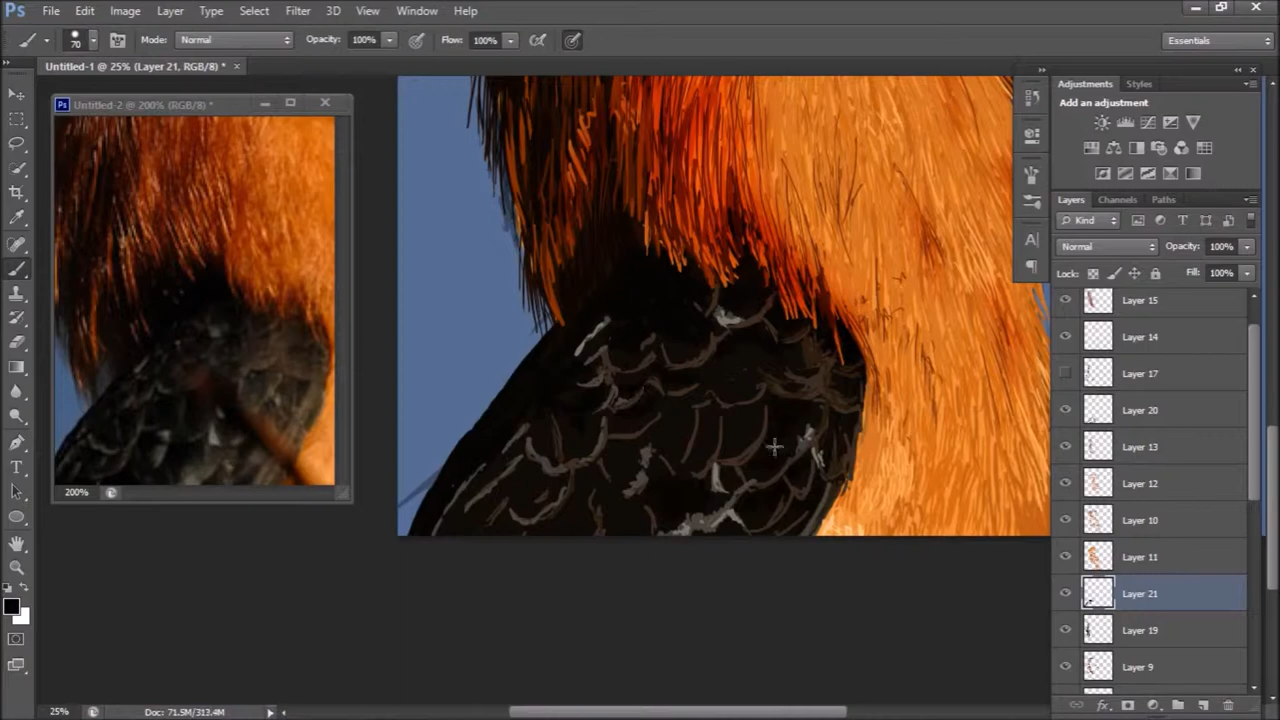 Ps File Edit Image Layer Type Select Filter 3D View Window Help
70 Mode: Normal Opacity: 100% Flow: 100% Essentials
Untitled-1 @ 25% (Layer 21, RGB/8) * ×
Ps Untitled-2 @ 200% (RGB/8) *
200%
Adjustments Styles
Add an adjustment
Layers Channels Paths
Kind
Normal Opacity: 100%
Lock: Fill: 100%
Layer 15
Layer 14
Layer 17
Layer 20
Layer 13
Layer 12
Layer 10
Layer 11
Layer 21
Layer 19
Layer 9
25% Doc: 71.5M/313.4M